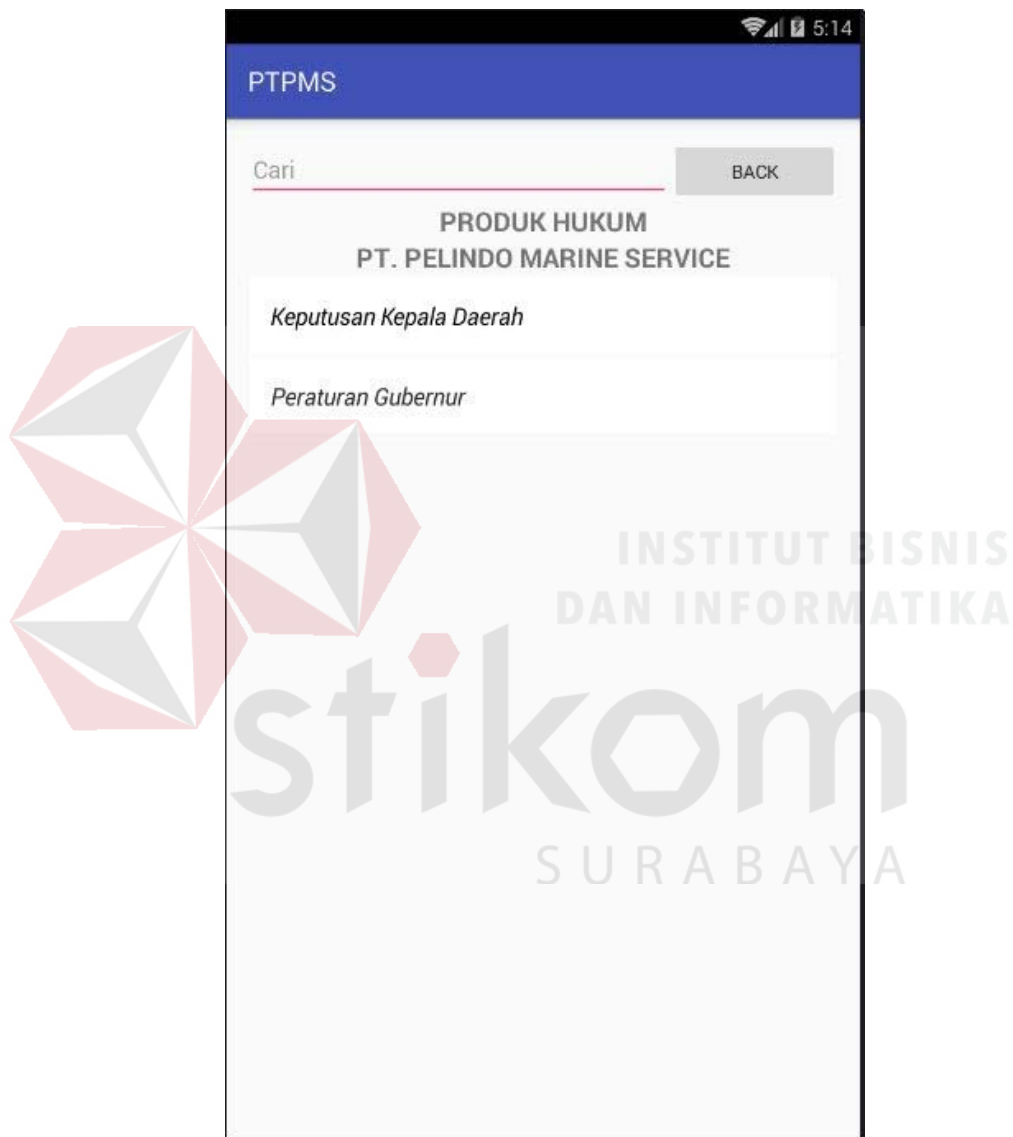 5:14
PTPMS
Cari
BACK
PRODUK HUKUM
PT. PELINDO MARINE SERVICE
Keputusan Kepala Daerah
Peraturan Gubernur
INSTITUT BISNIS
DAN INFORMATIKA
stikom
SURABAYA